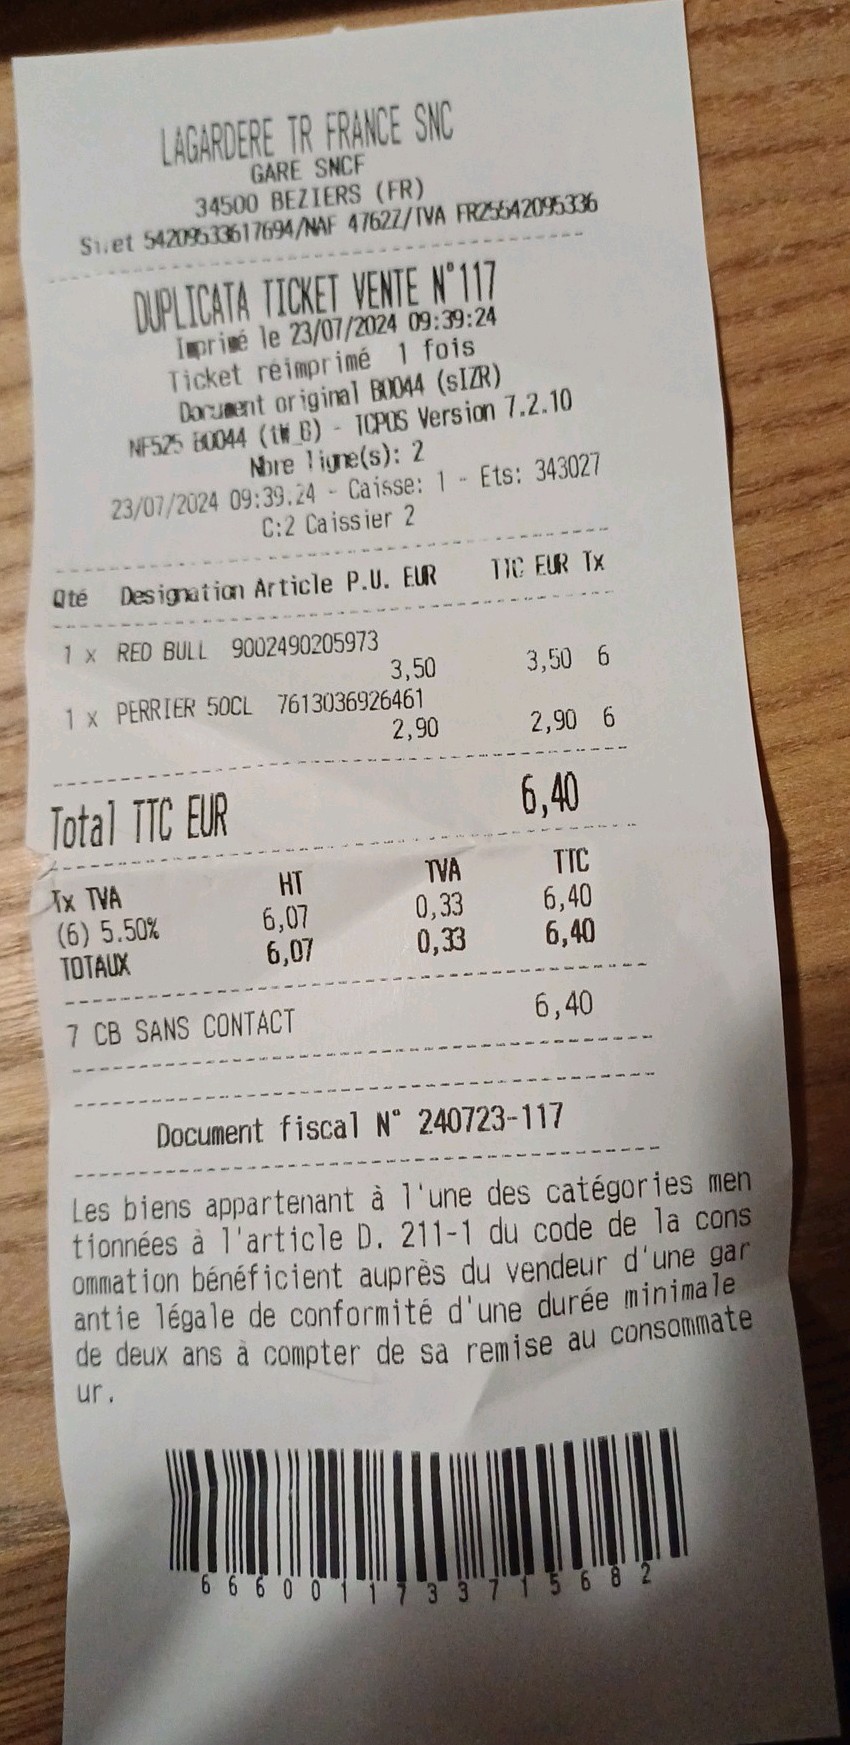 LAGARDERE TR FRANCE SNC
GARE SNCF
34500 BEZIERS (FR)
Siret 54209533617694/NAF 4762Z/TVA FR25542095336
DUPLICATA TICKET VENTE N°117
Imprimé le 23/07/2024 09:39:24
Ticket réimprimé 1 fois
Document original B0044 (sIZR)
NF525 B0044 (tW_B) - TCPOS Version 7.2.10
Nbre ligne(s): 2
23/07/2024 09:39.24 - Caisse: 1 - Ets: 343027
C:2 Caissier 2
Qté Designation Article P.U. EUR TTC EUR Tx
1 x RED BULL 9002490205973
3,50 3,50 6
1 x PERRIER 50CL 7613036926461
2,90 2,90 6
Total TTC EUR 6,40
Tx TVA HT TVA TTC
(6) 5.50% 6,07 0,33 6,40
TOTAUX 6,07 0,33 6,40
7 CB SANS CONTACT 6,40
Document fiscal N° 240723-117
Les biens appartenant à l'une des catégories men
tionnées à l'article D. 211-1 du code de la cons
ommation bénéficient auprès du vendeur d'une gar
antie légale de conformité d'une durée minimale
de deux ans à compter de sa remise au consommate
ur.
6660011733715682